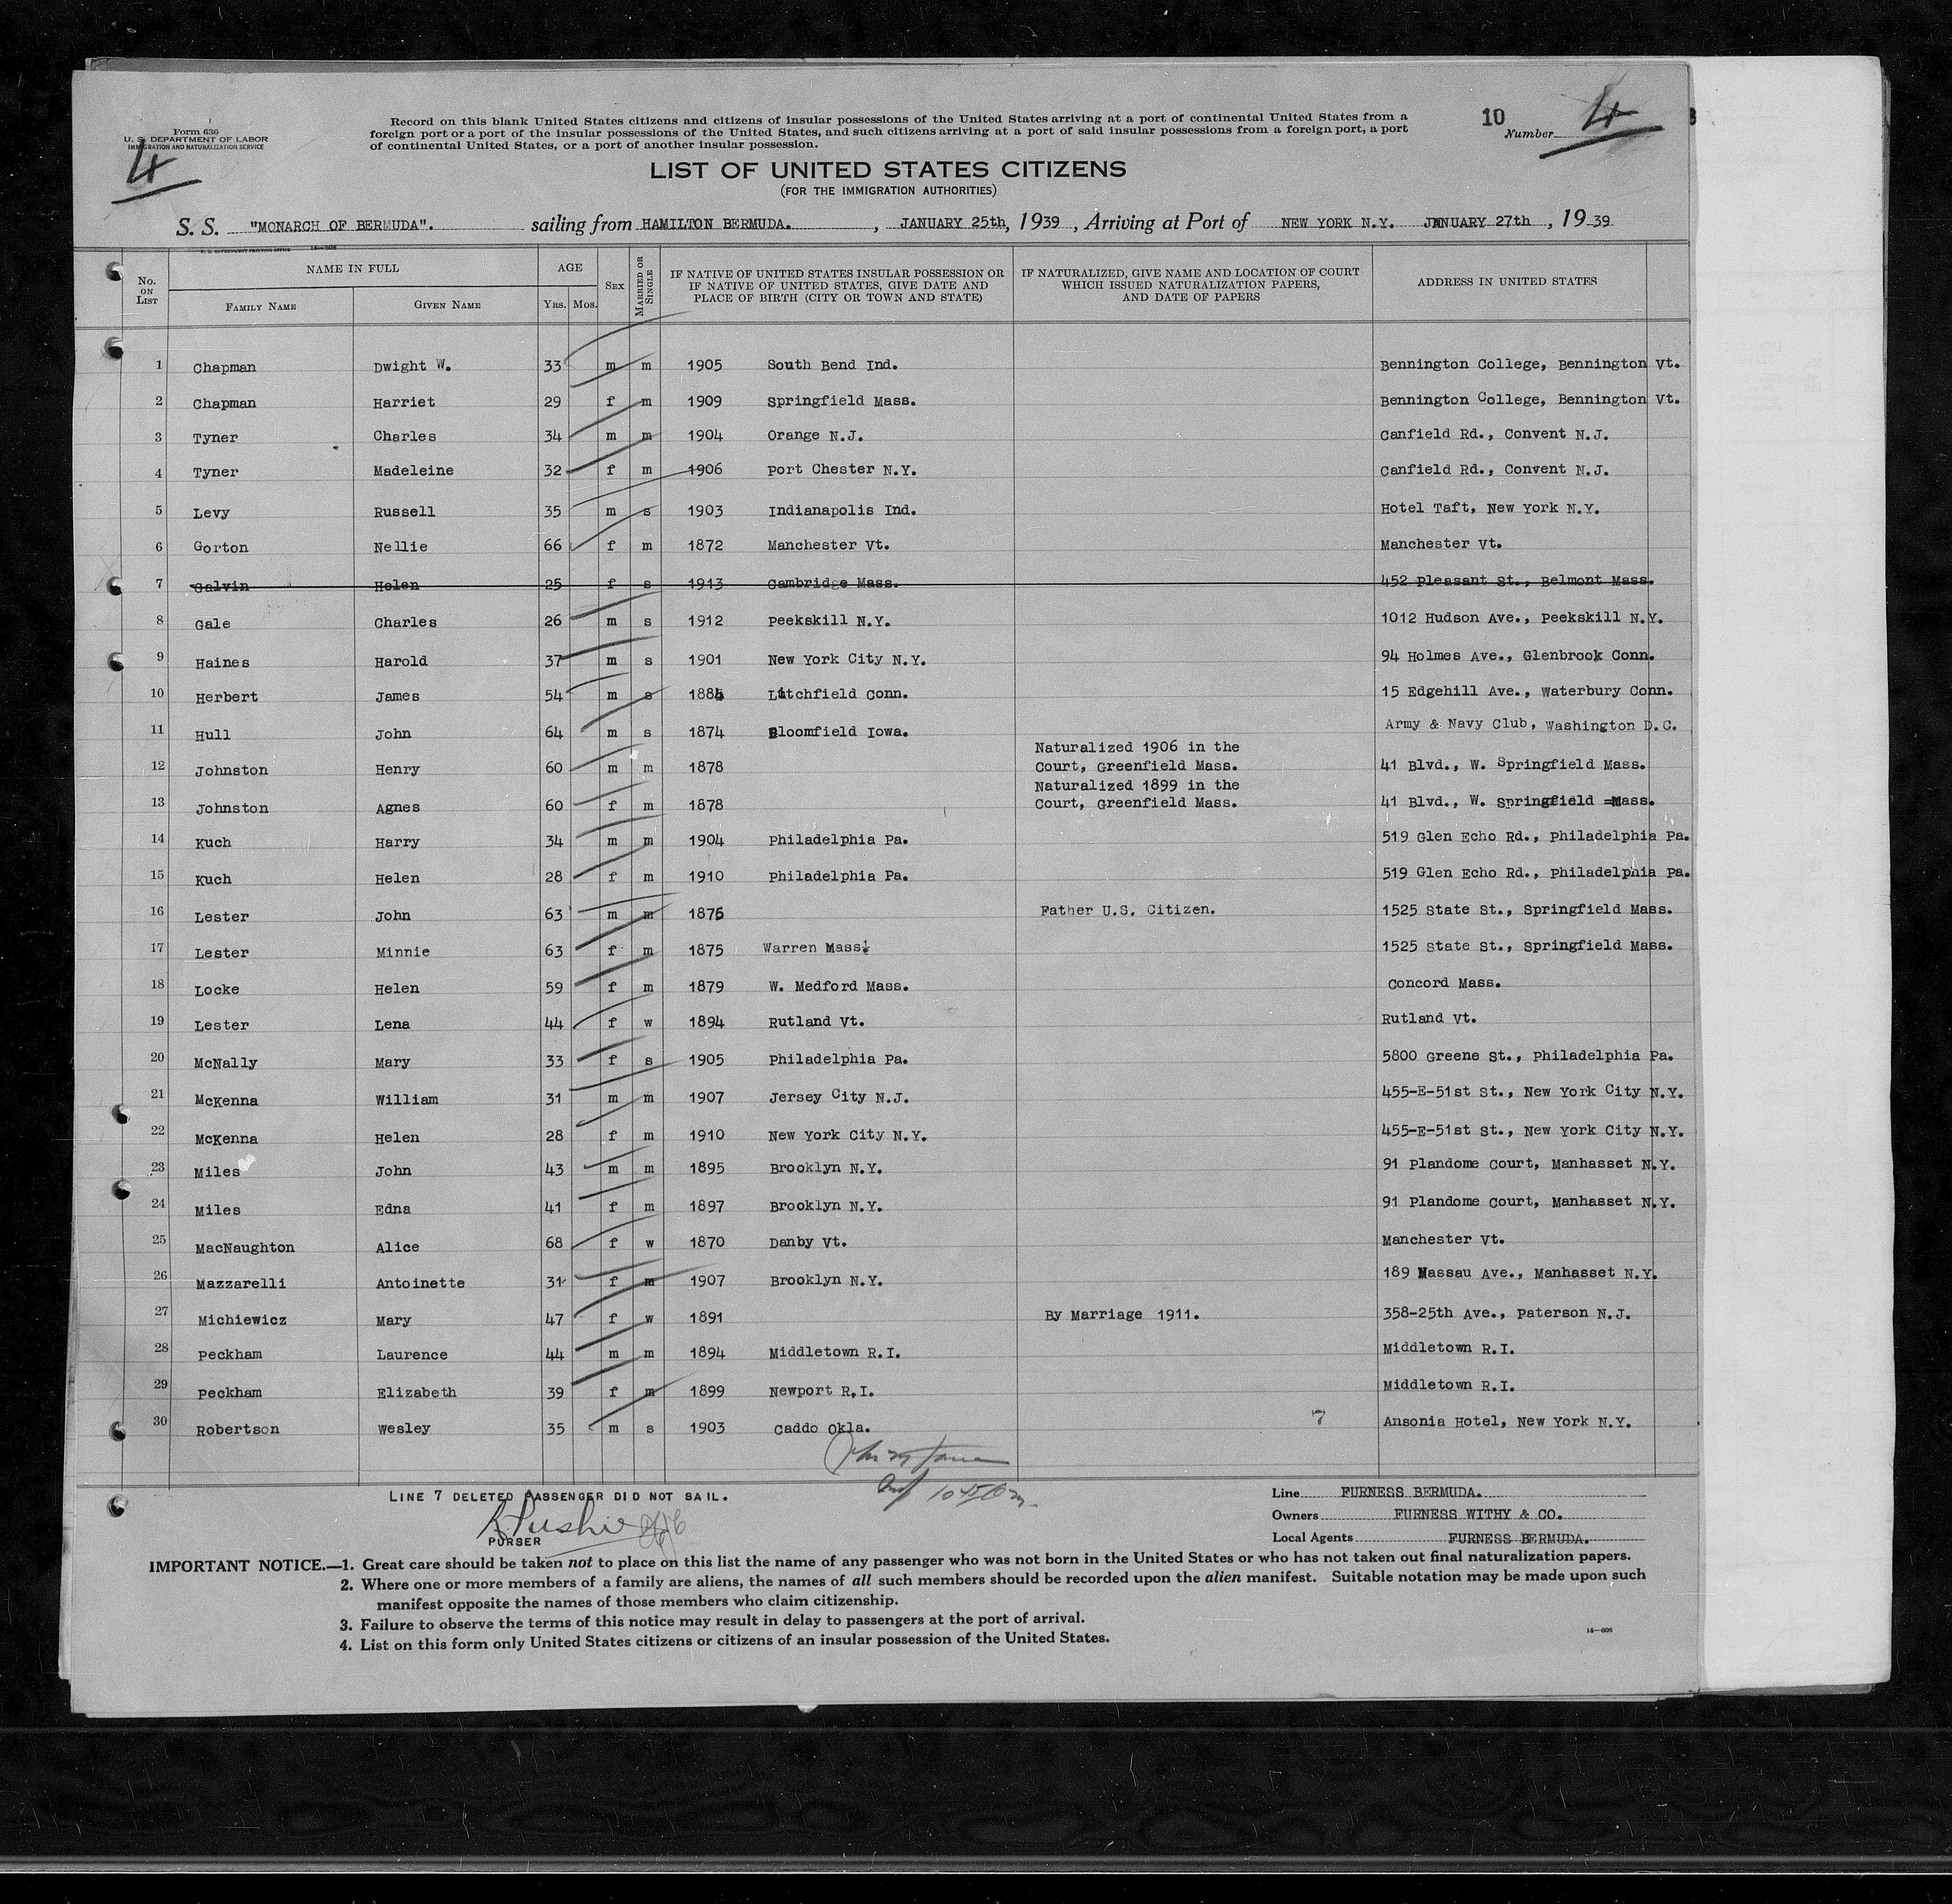 Form 636
U. S. DEPARTMENT OF LABOR
IMMIGRATION AND NATURALIZATION SERVICE
4
Record on this blank United States citizens and citizens of insular possessions of the United States arriving at a port of continental United States from a
foreign port or a port of the insular possessions of the United States, and such citizens arriving at a port of said insular possessions from a foreign port, a port
of continental United States, or a port of another insular possession.
10
Number 4
LIST OF UNITED STATES CITIZENS
(FOR THE IMMIGRATION AUTHORITIES)
S. S. "MONARCH OF BERMUDA". sailing from HAMILTON BERMUDA. , JANUARY 25th, 1939 , Arriving at Port of NEW YORK N.Y. JANUARY 27th , 19 39
U. S. GOVERNMENT PRINTING OFFICE 14—608
No. ON LIST NAME IN FULL AGE SEX MARRIED OR SINGLE IF NATIVE OF UNITED STATES INSULAR POSSESSION OR IF NATIVE OF UNITED STATES, GIVE DATE AND PLACE OF BIRTH (CITY OR TOWN AND STATE) IF NATURALIZED, GIVE NAME AND LOCATION OF COURT WHICH ISSUED NATURALIZATION PAPERS, AND DATE OF PAPERS ADDRESS IN UNITED STATES
FAMILY NAME GIVEN NAME YRS. MOS.
1 Chapman Dwight W. 33 m m 1905 South Bend Ind. Bennington College, Bennington Vt.
2 Chapman Harriet 29 f m 1909 Springfield Mass. Bennington College, Bennington Vt.
3 Tyner Charles 34 m m 1904 Orange N.J. Canfield Rd., Convent N.J.
4 Tyner Madeleine 32 f m 1906 Port Chester N.Y. Canfield Rd., Convent N.J.
5 Levy Russell 35 m s 1903 Indianapolis Ind. Hotel Taft, New York N.Y.
6 Gorton Nellie 66 f m 1872 Manchester Vt. Manchester Vt.
7 Galvin Helen 25 f s 1913 Cambridge Mass. 452 Pleasant St., Belmont Mass.
8 Gale Charles 26 m s 1912 Peekskill N.Y. 1012 Hudson Ave., Peekskill N.Y.
9 Haines Harold 37 m s 1901 New York City N.Y. 94 Holmes Ave., Glenbrook Conn.
10 Herbert James 54 m s 1884 Litchfield Conn. 15 Edgehill Ave., Waterbury Conn.
11 Hull John 64 m s 1874 Bloomfield Iowa. Army & Navy Club, Washington D.C.
12 Johnston Henry 60 m m 1878 Naturalized 1906 in the Court, Greenfield Mass. 41 Blvd., W. Springfield Mass.
13 Johnston Agnes 60 f m 1878 Naturalized 1899 in the Court, Greenfield Mass. 41 Blvd., W. Springfield Mass.
14 Kuch Harry 34 m m 1904 Philadelphia Pa. 519 Glen Echo Rd., Philadelphia Pa.
15 Kuch Helen 28 f m 1910 Philadelphia Pa. 519 Glen Echo Rd., Philadelphia Pa.
16 Lester John 63 m m 1875 Father U.S. Citizen. 1525 State St., Springfield Mass.
17 Lester Minnie 63 f m 1875 Warren Mass. 1525 State St., Springfield Mass.
18 Locke Helen 59 f m 1879 W. Medford Mass. Concord Mass.
19 Lester Lena 44 f w 1894 Rutland Vt. Rutland Vt.
20 McNally Mary 33 f s 1905 Philadelphia Pa. 5800 Greene St., Philadelphia Pa.
21 McKenna William 31 m m 1907 Jersey City N.J. 455-E-51st St., New York City N.Y.
22 McKenna Helen 28 f m 1910 New York City N.Y. 455-E-51st St., New York City N.Y.
23 Miles John 43 m m 1895 Brooklyn N.Y. 91 Plandome Court, Manhasset N.Y.
24 Miles Edna 41 f m 1897 Brooklyn N.Y. 91 Plandome Court, Manhasset N.Y.
25 MacNaughton Alice 68 f w 1870 Danby Vt. Manchester Vt.
26 Mazzarelli Antoinette 31 f m 1907 Brooklyn N.Y. 189 Nassau Ave., Manhasset N.Y.
27 Michiewicz Mary 47 f w 1891 By Marriage 1911. 358-25th Ave., Paterson N.J.
28 Peckham Laurence 44 m m 1894 Middletown R.I. Middletown R.I.
29 Peckham Elizabeth 39 f m 1899 Newport R.I. Middletown R.I.
30 Robertson Wesley 35 m s 1903 Caddo Okla. 7 Ansonia Hotel, New York N.Y.
LINE 7 DELETED PASSENGER DID NOT SAIL.
PURSER
Line FURNESS BERMUDA.
Owners FURNESS WITHY & CO.
Local Agents FURNESS BERMUDA.
IMPORTANT NOTICE.—1. Great care should be taken not to place on this list the name of any passenger who was not born in the United States or who has not taken out final naturalization papers.
2. Where one or more members of a family are aliens, the names of all such members should be recorded upon the alien manifest. Suitable notation may be made upon such
manifest opposite the names of those members who claim citizenship.
3. Failure to observe the terms of this notice may result in delay to passengers at the port of arrival.
4. List on this form only United States citizens or citizens of an insular possession of the United States.
14—608